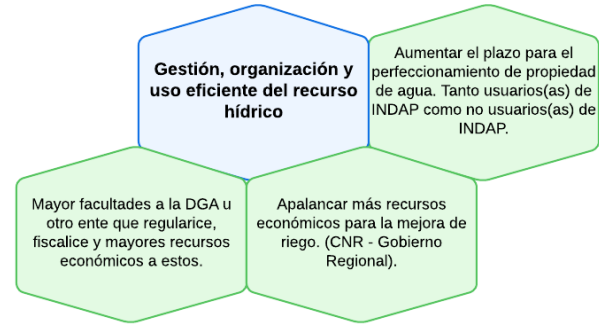 Gestión, organización y
uso eficiente del recurso
hídrico
Aumentar el plazo para el
perfeccionamiento de propiedad
de agua. Tanto usuarios(as) de
INDAP como no usuarios(as) de
INDAP.
Mayor facultades a la DGA u
otro ente que regularice,
fiscalice y mayores recursos
económicos a estos.
Apalancar más recursos
económicos para la mejora de
riego. (CNR - Gobierno
Regional).